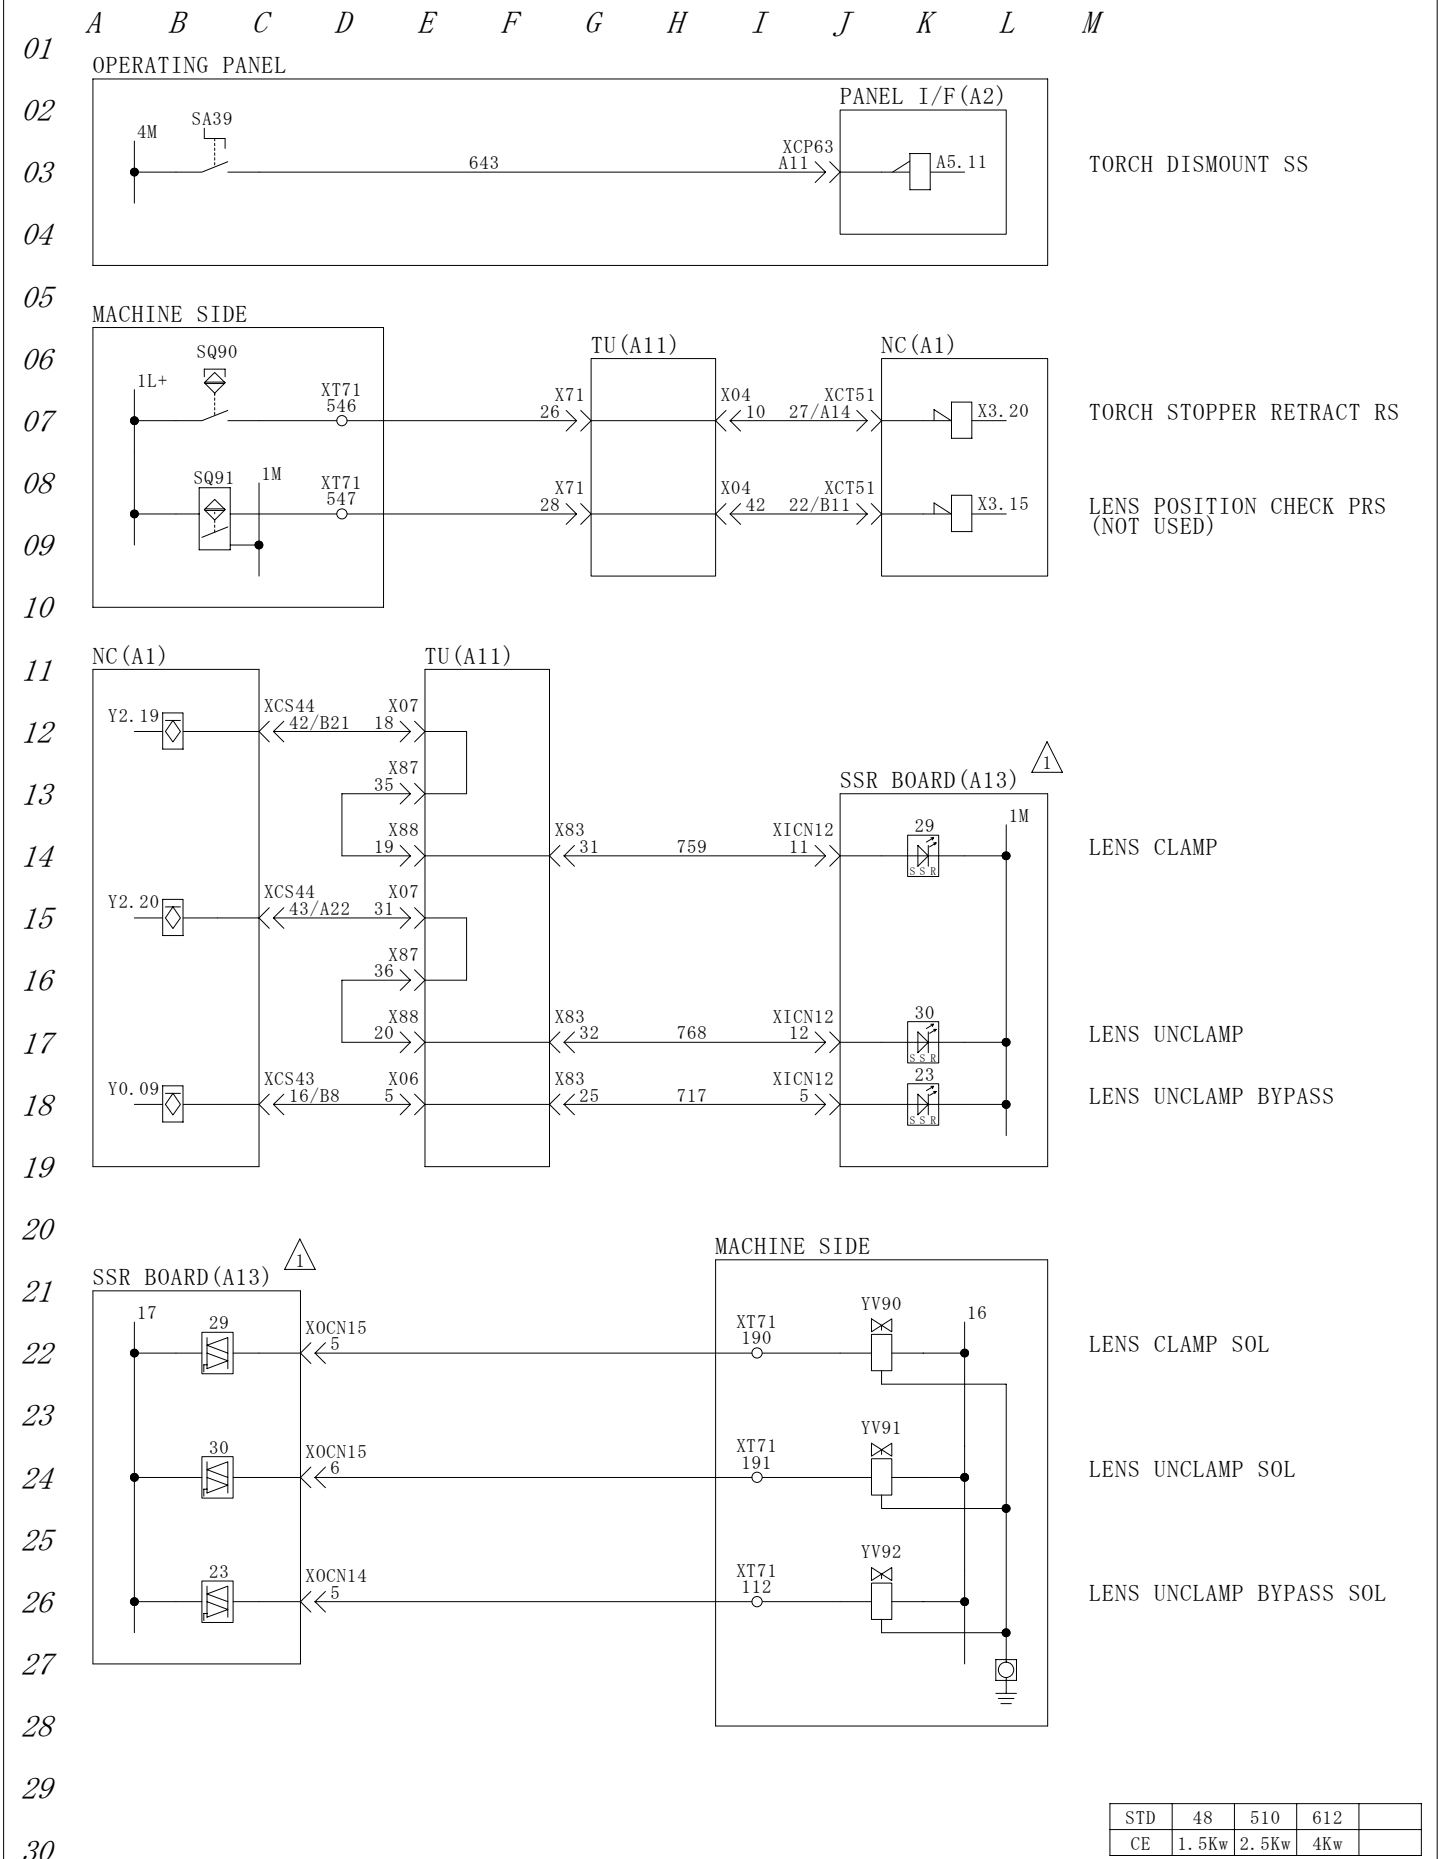 A B C D E F G H I J K L M
01
OPERATING PANEL
02
PANEL I/F(A2)
4M
SA39
03
643
XCP63
A11
A5.11
TORCH DISMOUNT SS
04
05
MACHINE SIDE
06
SQ90
TU(A11)
NC(A1)
1L+
07
XT71
546
X71
26
X04
10
XCT51
27/A14
X3.20
TORCH STOPPER RETRACT RS
08
SQ91
1M
XT71
547
X71
28
X04
42
XCT51
22/B11
X3.15
LENS POSITION CHECK PRS
(NOT USED)
09
10
11
NC(A1)
TU(A11)
12
Y2.19
XCS44
42/B21
X07
18
13
X87
35
SSR BOARD(A13)
1
1M
14
X88
19
X83
31
759
XICN12
11
29
SSR
LENS CLAMP
15
Y2.20
XCS44
43/A22
X07
31
16
X87
36
17
X88
20
X83
32
768
XICN12
12
30
SSR
LENS UNCLAMP
18
Y0.09
XCS43
16/B8
X06
5
X83
25
717
XICN12
5
23
SSR
LENS UNCLAMP BYPASS
19
20
MACHINE SIDE
21
SSR BOARD(A13)
1
17
16
22
29
XOCN15
5
XT71
190
YV90
LENS CLAMP SOL
23
24
30
XOCN15
6
XT71
191
YV91
LENS UNCLAMP SOL
25
26
23
XOCN14
5
XT71
112
YV92
LENS UNCLAMP BYPASS SOL
27
28
29
30
STD 48 510 612
CE 1.5Kw 2.5Kw 4Kw